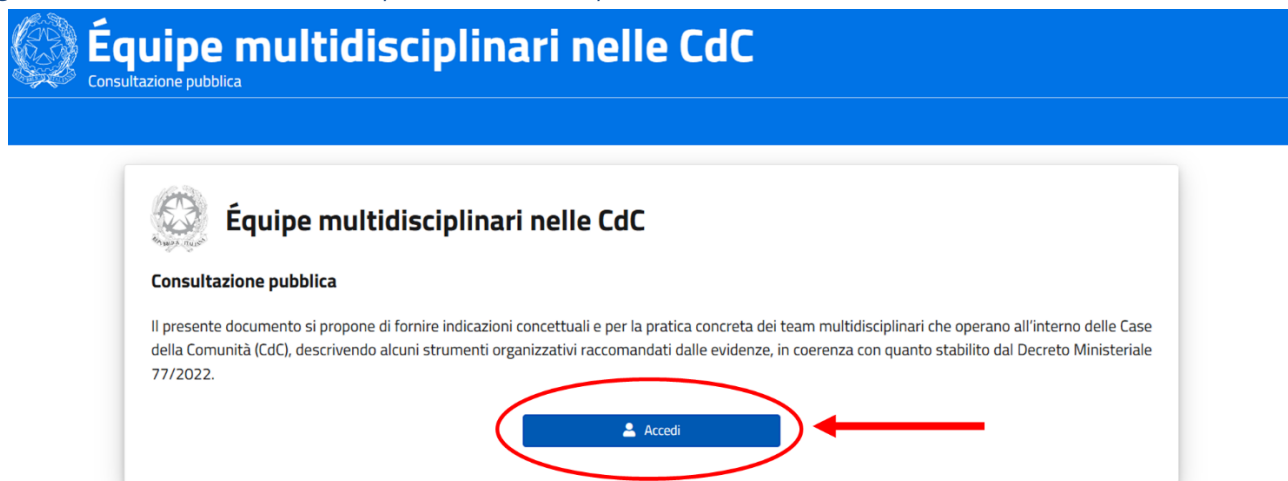 Équipe multidisciplinari nelle CdC
Consultazione pubblica
Équipe multidisciplinari nelle CdC
Consultazione pubblica
Il presente documento si propone di fornire indicazioni concettuali e per la pratica concreta dei team multidisciplinari che operano all’interno delle Case
della Comunità (CdC), descrivendo alcuni strumenti organizzativi raccomandati dalle evidenze, in coerenza con quanto stabilito dal Decreto Ministeriale
77/2022.
Accedi